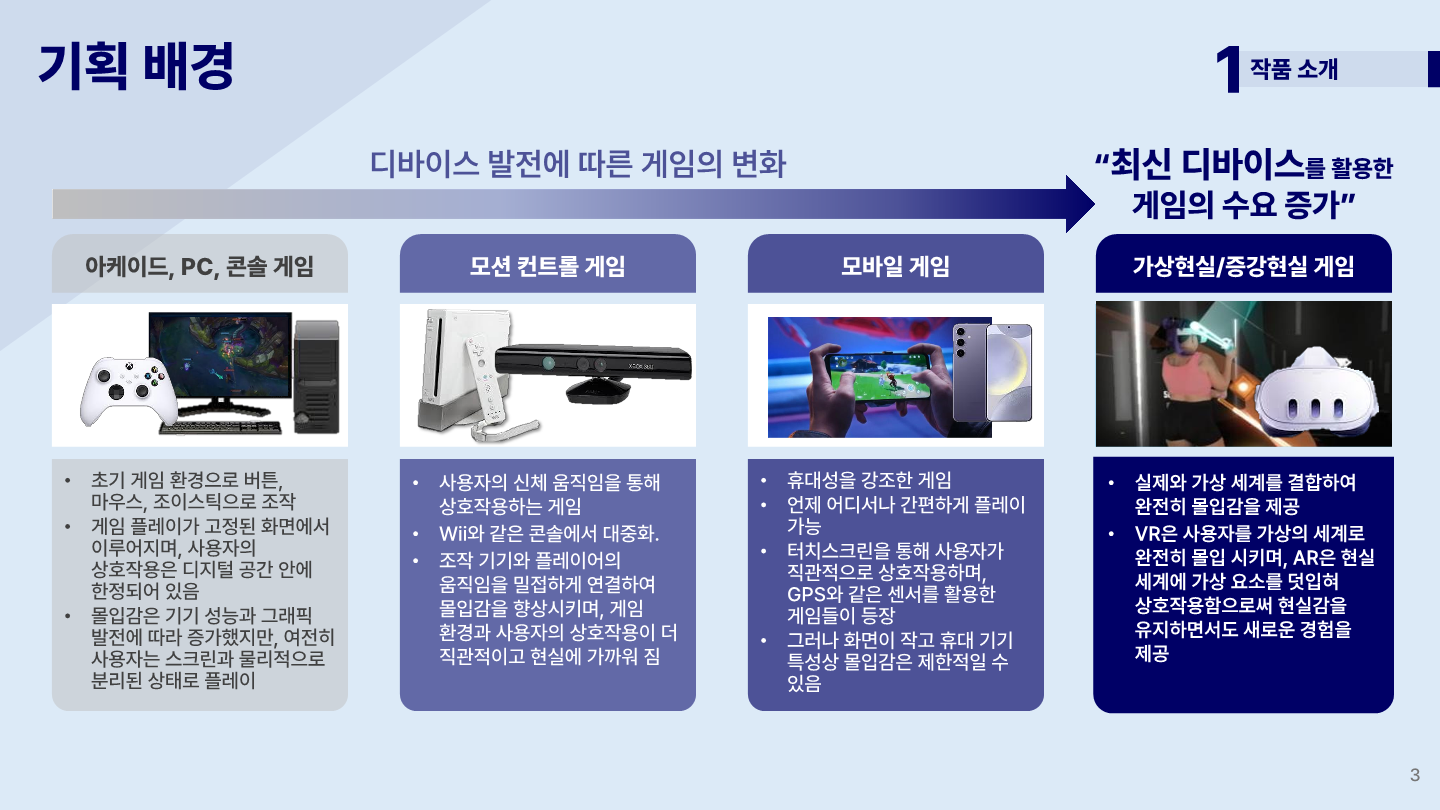 기획 배경
1 작품 소개
디바이스 발전에 따른 게임의 변화
“최신 디바이스를 활용한
게임의 수요 증가”
아케이드, PC, 콘솔 게임
• 초기 게임 환경으로 버튼,
마우스, 조이스틱으로 조작
• 게임 플레이가 고정된 화면에서
이루어지며, 사용자의
상호작용은 디지털 공간 안에
한정되어 있음
• 몰입감은 기기 성능과 그래픽
발전에 따라 증가했지만, 여전히
사용자는 스크린과 물리적으로
분리된 상태로 플레이
모션 컨트롤 게임
XBOX 360
• 사용자의 신체 움직임을 통해
상호작용하는 게임
• Wii와 같은 콘솔에서 대중화.
• 조작 기기와 플레이어의
움직임을 밀접하게 연결하여
몰입감을 향상시키며, 게임
환경과 사용자의 상호작용이 더
직관적이고 현실에 가까워 짐
모바일 게임
• 휴대성을 강조한 게임
• 언제 어디서나 간편하게 플레이
가능
• 터치스크린을 통해 사용자가
직관적으로 상호작용하며,
GPS와 같은 센서를 활용한
게임들이 등장
• 그러나 화면이 작고 휴대 기기
특성상 몰입감은 제한적일 수
있음
가상현실/증강현실 게임
• 실제와 가상 세계를 결합하여
완전히 몰입감을 제공
• VR은 사용자를 가상의 세계로
완전히 몰입 시키며, AR은 현실
세계에 가상 요소를 덧입혀
상호작용함으로써 현실감을
유지하면서도 새로운 경험을
제공
3